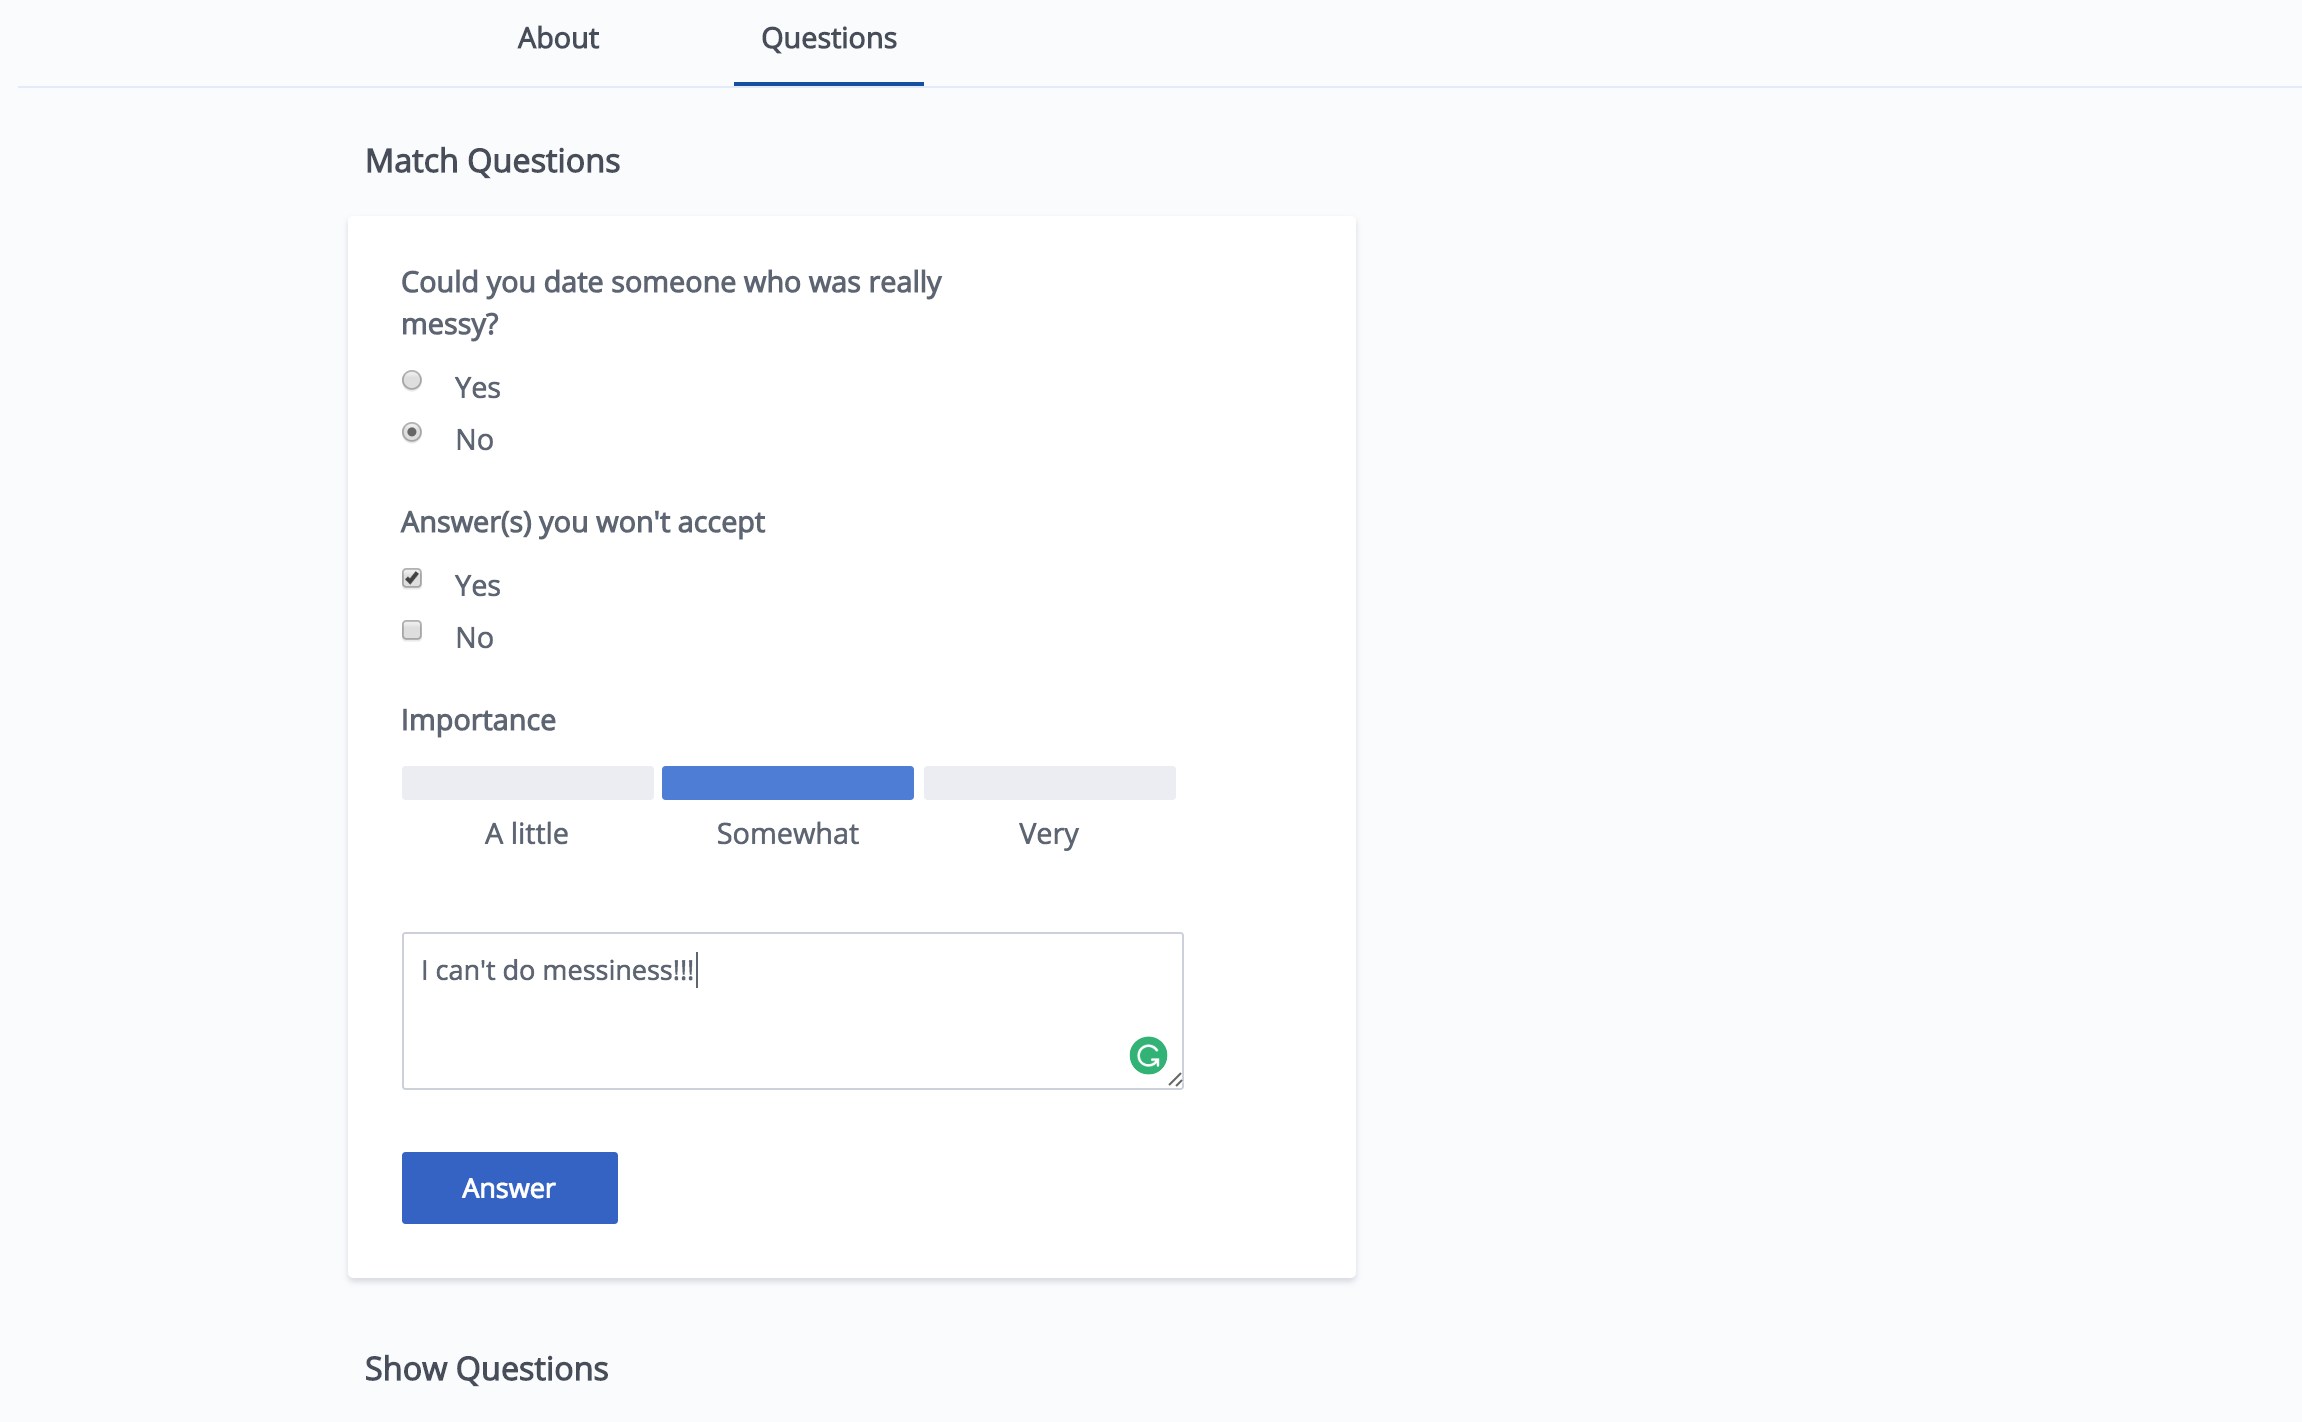 About
Questions
Match Questions
Could you date someone who was really
messy?
Yes
No
Answer(s) you won't accept
Yes
No
Importance
A little
Somewhat
Very
I can't do messiness!!!
Answer
Show Questions